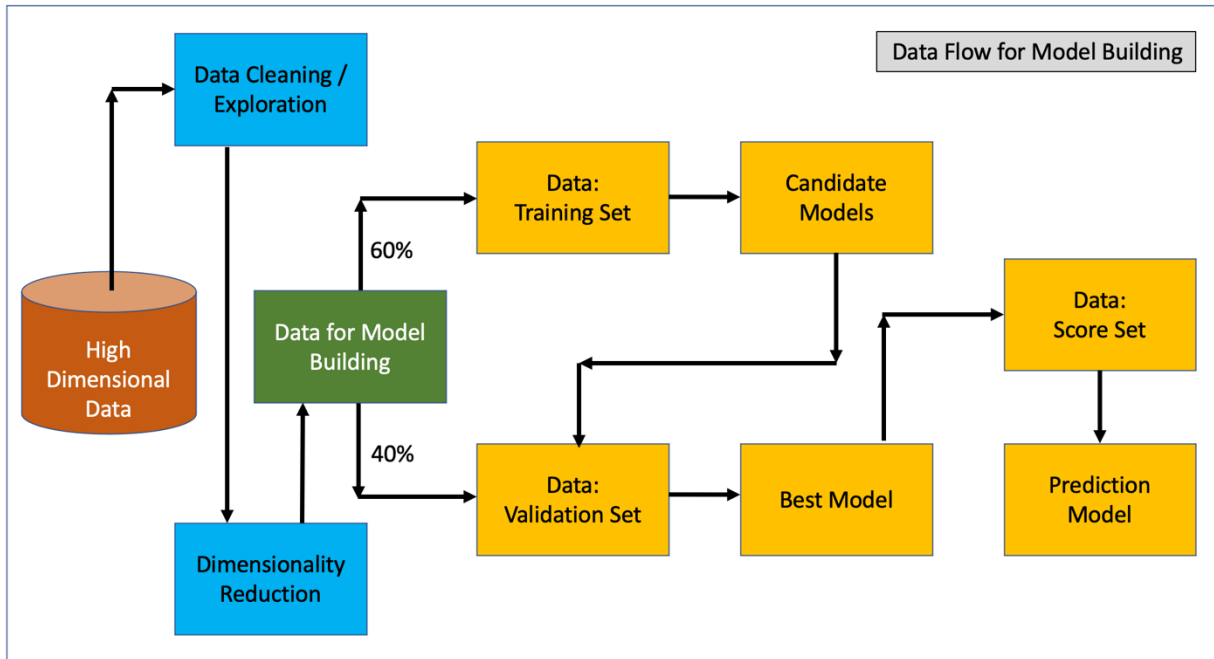 Data Flow for Model Building
Data Cleaning /
Exploration
High
Dimensional
Data
Dimensionality
Reduction
Data for Model
Building
60%
40%
Data:
Training Set
Candidate
Models
Data:
Validation Set
Best Model
Data:
Score Set
Prediction
Model